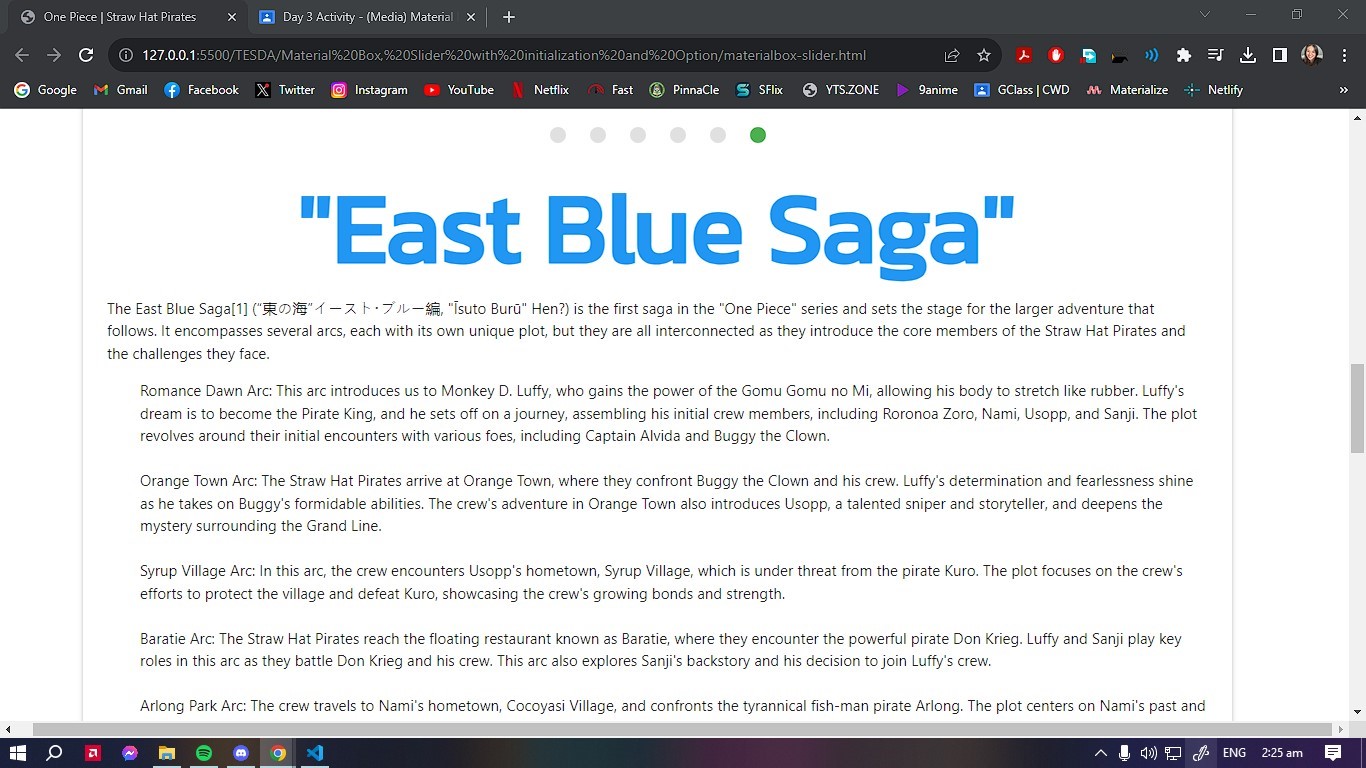 One Piece | Straw Hat Pirates
Day 3 Activity - (Media) Material
127.0.0.1:5500/TESDA/Material%20Box,%20Slider%20with%20initialization%20and%20Option/materialbox-slider.html
Google Gmail Facebook Twitter Instagram YouTube Netflix Fast PinnaCle SFlix YTS.ZONE 9anime GClass | CWD Materialize Netlify »
"East Blue Saga"
The East Blue Saga[1] (“東の海”イースト・ブルー編, "Īsuto Burū" Hen?) is the first saga in the "One Piece" series and sets the stage for the larger adventure that
follows. It encompasses several arcs, each with its own unique plot, but they are all interconnected as they introduce the core members of the Straw Hat Pirates and
the challenges they face.
Romance Dawn Arc: This arc introduces us to Monkey D. Luffy, who gains the power of the Gomu Gomu no Mi, allowing his body to stretch like rubber. Luffy's
dream is to become the Pirate King, and he sets off on a journey, assembling his initial crew members, including Roronoa Zoro, Nami, Usopp, and Sanji. The plot
revolves around their initial encounters with various foes, including Captain Alvida and Buggy the Clown.
Orange Town Arc: The Straw Hat Pirates arrive at Orange Town, where they confront Buggy the Clown and his crew. Luffy's determination and fearlessness shine
as he takes on Buggy's formidable abilities. The crew's adventure in Orange Town also introduces Usopp, a talented sniper and storyteller, and deepens the
mystery surrounding the Grand Line.
Syrup Village Arc: In this arc, the crew encounters Usopp's hometown, Syrup Village, which is under threat from the pirate Kuro. The plot focuses on the crew's
efforts to protect the village and defeat Kuro, showcasing the crew's growing bonds and strength.
Baratie Arc: The Straw Hat Pirates reach the floating restaurant known as Baratie, where they encounter the powerful pirate Don Krieg. Luffy and Sanji play key
roles in this arc as they battle Don Krieg and his crew. This arc also explores Sanji's backstory and his decision to join Luffy's crew.
Arlong Park Arc: The crew travels to Nami's hometown, Cocoyasi Village, and confronts the tyrannical fish-man pirate Arlong. The plot centers on Nami's past and
ENG 2:25 am